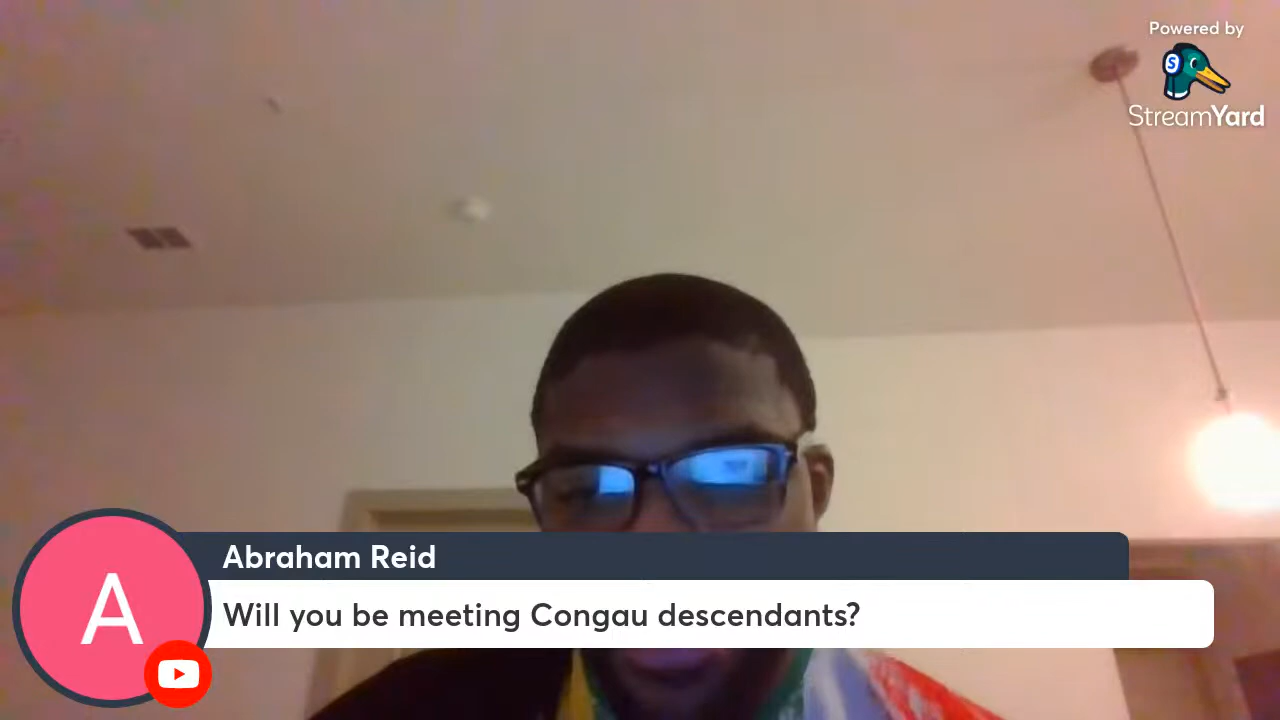 Powered by
StreamYard
Abraham Reid
A
Will you be meeting Congau descendants?